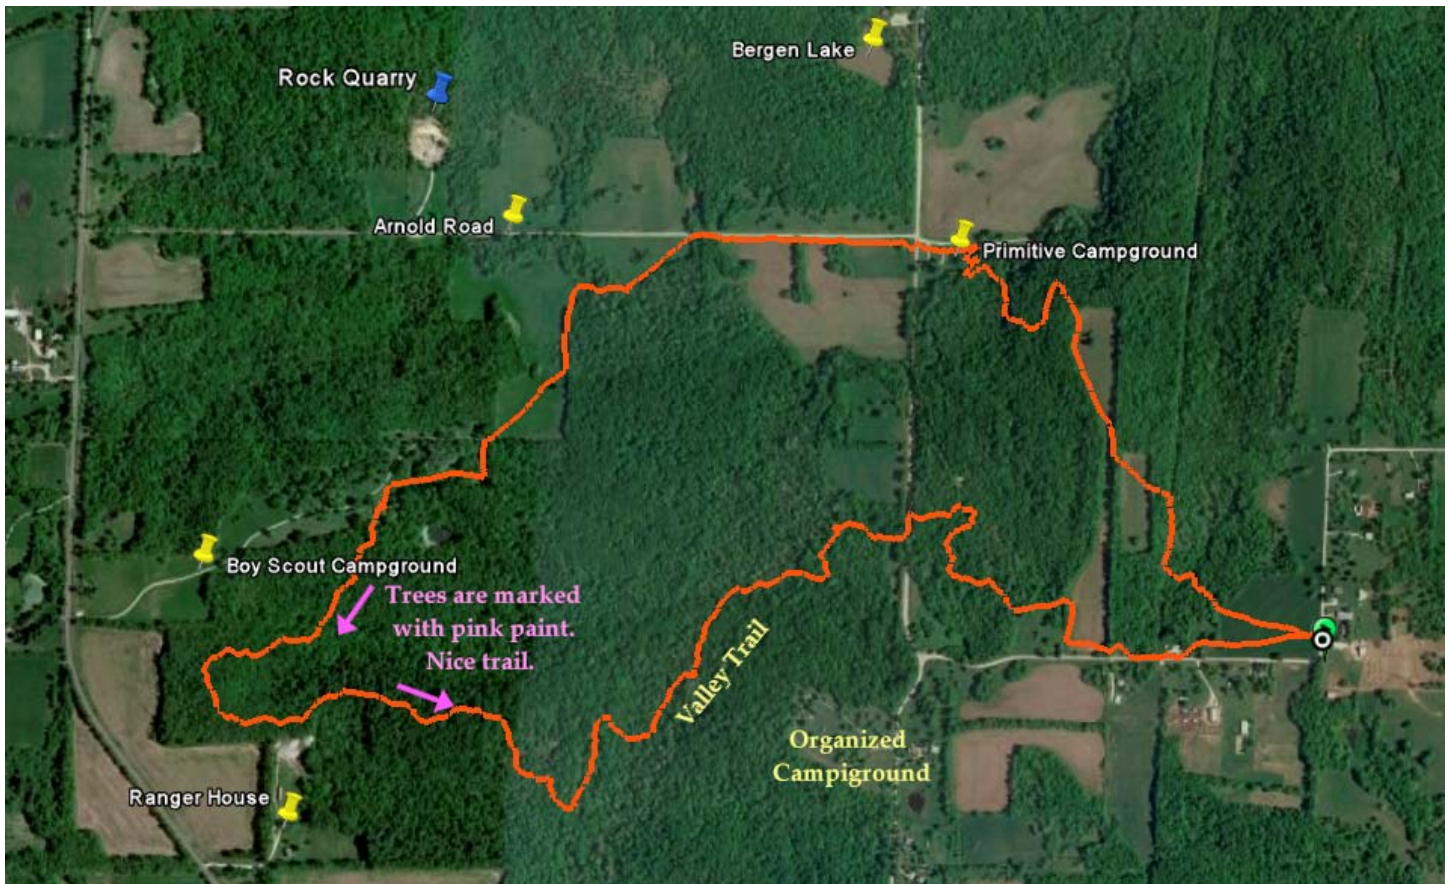 Bergen Lake
Rock Quarry
Arnold Road
Primitive Campground
Boy Scout Campground
Trees are marked
with pink paint.
Nice trail.
Valley Trail
Organized
Campiground
Ranger House